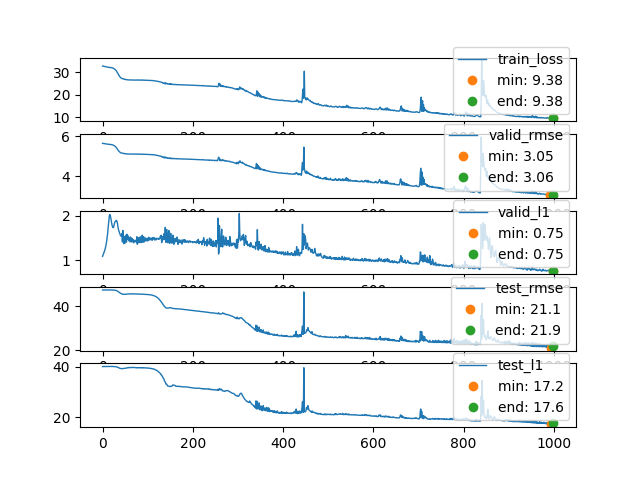 30
20
10
train_loss
min: 9.38
end: 9.38
6
4
valid_rmse
min: 3.05
end: 3.06
2
1
valid_l1
min: 0.75
end: 0.75
40
20
test_rmse
min: 21.1
end: 21.9
40
20
test_l1
min: 17.2
end: 17.6
0 200 400 600 800 1000